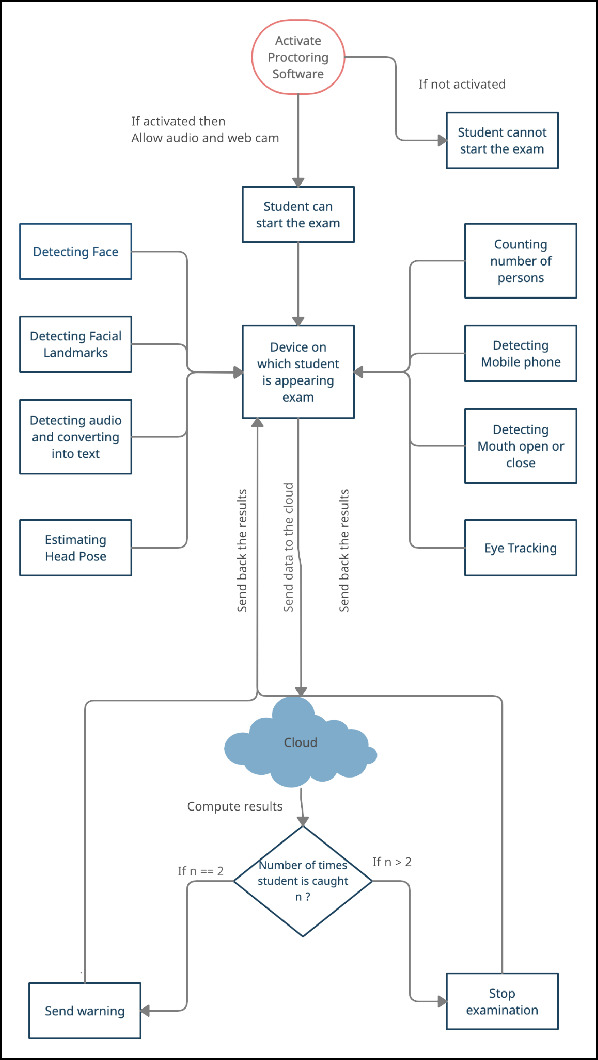 Activate
Proctoring
Software
If not activated
If activated then
Allow audio and web cam
Student cannot
start the exam
Student can
start the exam
Detecting Face
Counting
number of
persons
Detecting Facial
Landmarks
Device on
which student
is appearing
exam
Detecting
Mobile phone
Detecting audio
and converting
into text
Detecting
Mouth open or
close
Estimating
Head Pose
Eye Tracking
Send back the results
Send data to the cloud
Send back the results
Cloud
Compute results
If n == 2
Number of times
student is caught
n ?
If n > 2
Send warning
Stop
examination